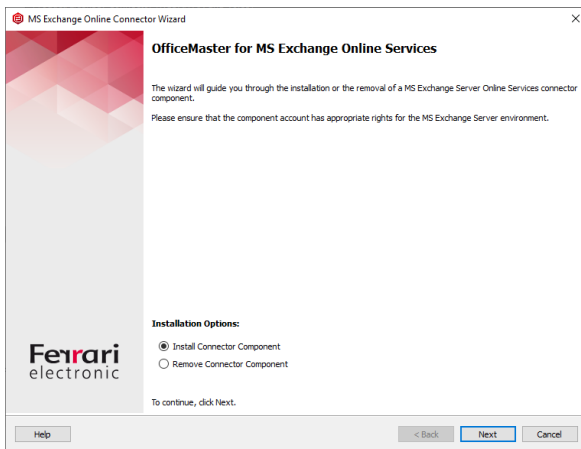 MS Exchange Online Connector Wizard
OfficeMaster for MS Exchange Online Services
The wizard will guide you through the installation or the removal of a MS Exchange Server Online Services connector
component.
Please ensure that the component account has appropriate rights for the MS Exchange Server environment.
Installation Options:
Install Connector Component
Remove Connector Component
Ferrari
electronic
To continue, click Next.
Help
< Back
Next
Cancel